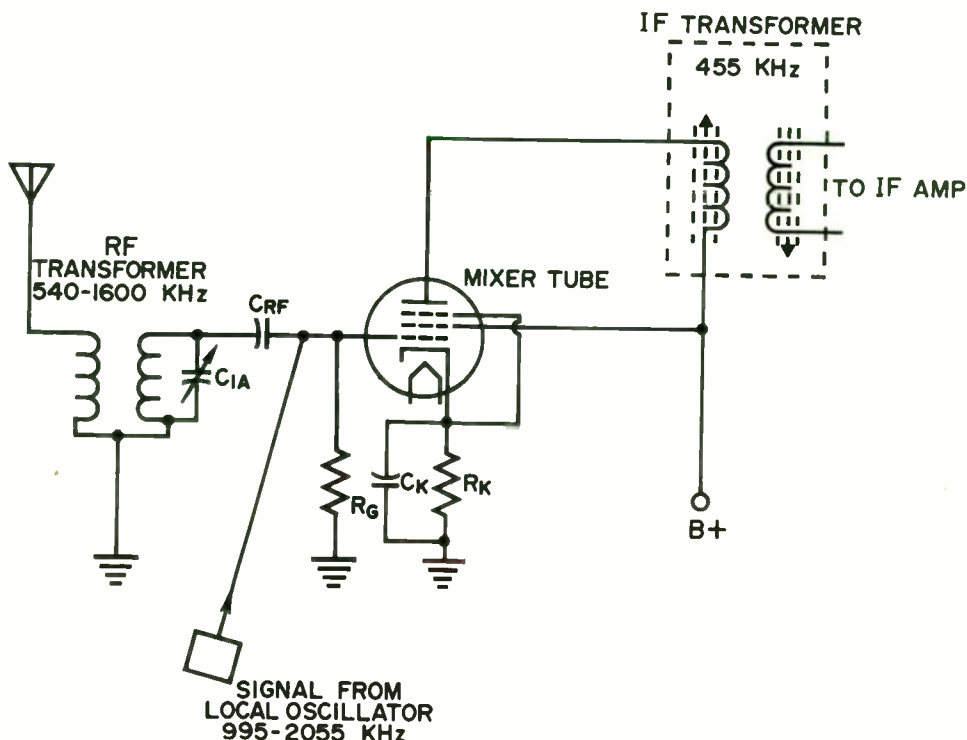 IF TRANSFORMER
455 KHz
TO IF AMP
RF
TRANSFORMER
540-1600 KHz
CRF
MIXER TUBE
C1A
RG
CK
RK
B+
SIGNAL FROM
LOCAL OSCILLATOR
995-2055 KHz